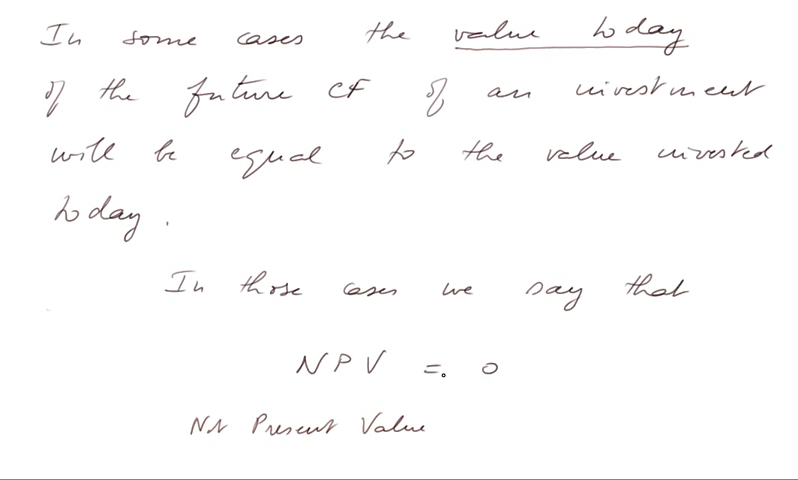 In some cases the value today
of the future CF of an investment
will be equal to the value invested
today.
In those cases we say that
NPV = 0
Net Present Value